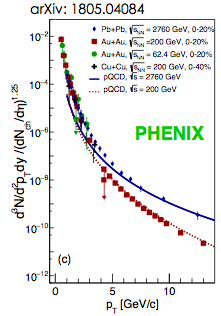 arXiv: 1805.04084
Pb+Pb, √sNN = 2760 GeV, 0-20%
Au+Au, √sNN=200 GeV, 0-20%
Au+Au, √sNN= 62.4 GeV, 0-20%
Cu+Cu, √sNN=200 GeV, 0-40%
pQCD, √s = 2760 GeV
pQCD, √s = 200 GeV
PHENIX
d³N/d²pTdy /(dNch/dη)^1.25
10⁻²
10⁻⁴
10⁻⁶
10⁻⁸
10⁻¹⁰
10⁻¹²
(c)
0 5 10
pT [GeV/c]